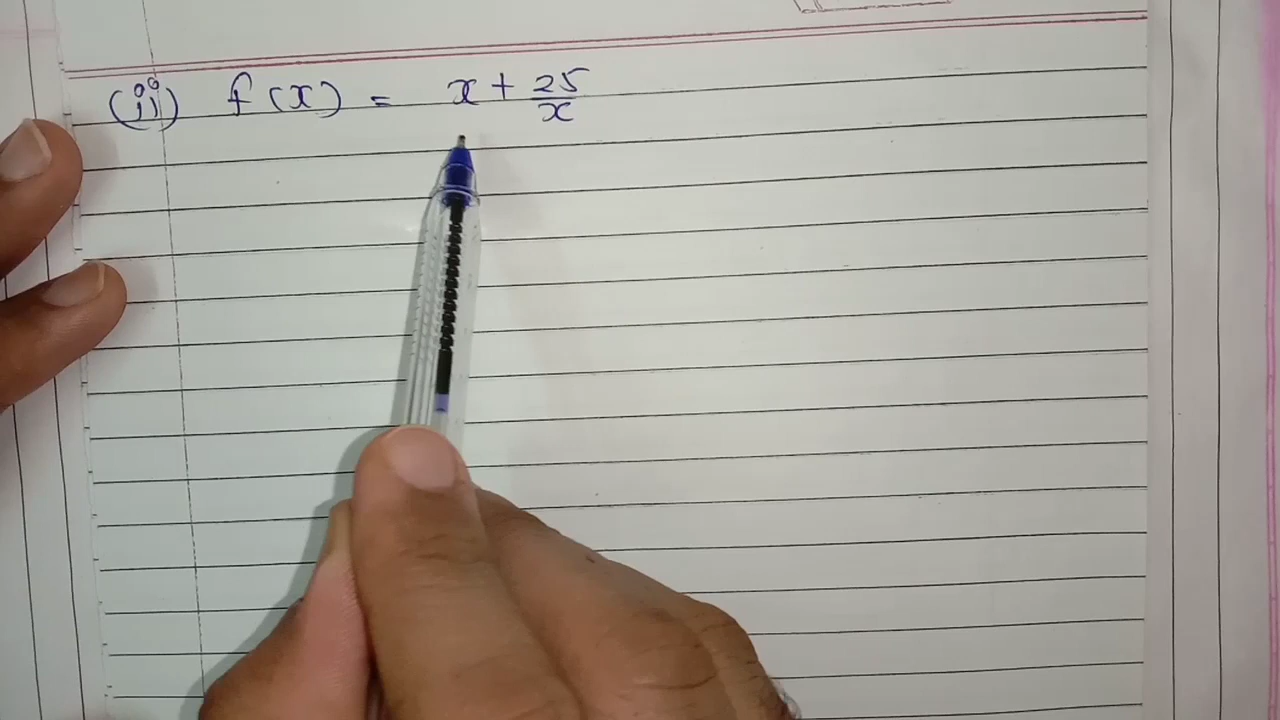 (ii) f(x) = x + 25/x